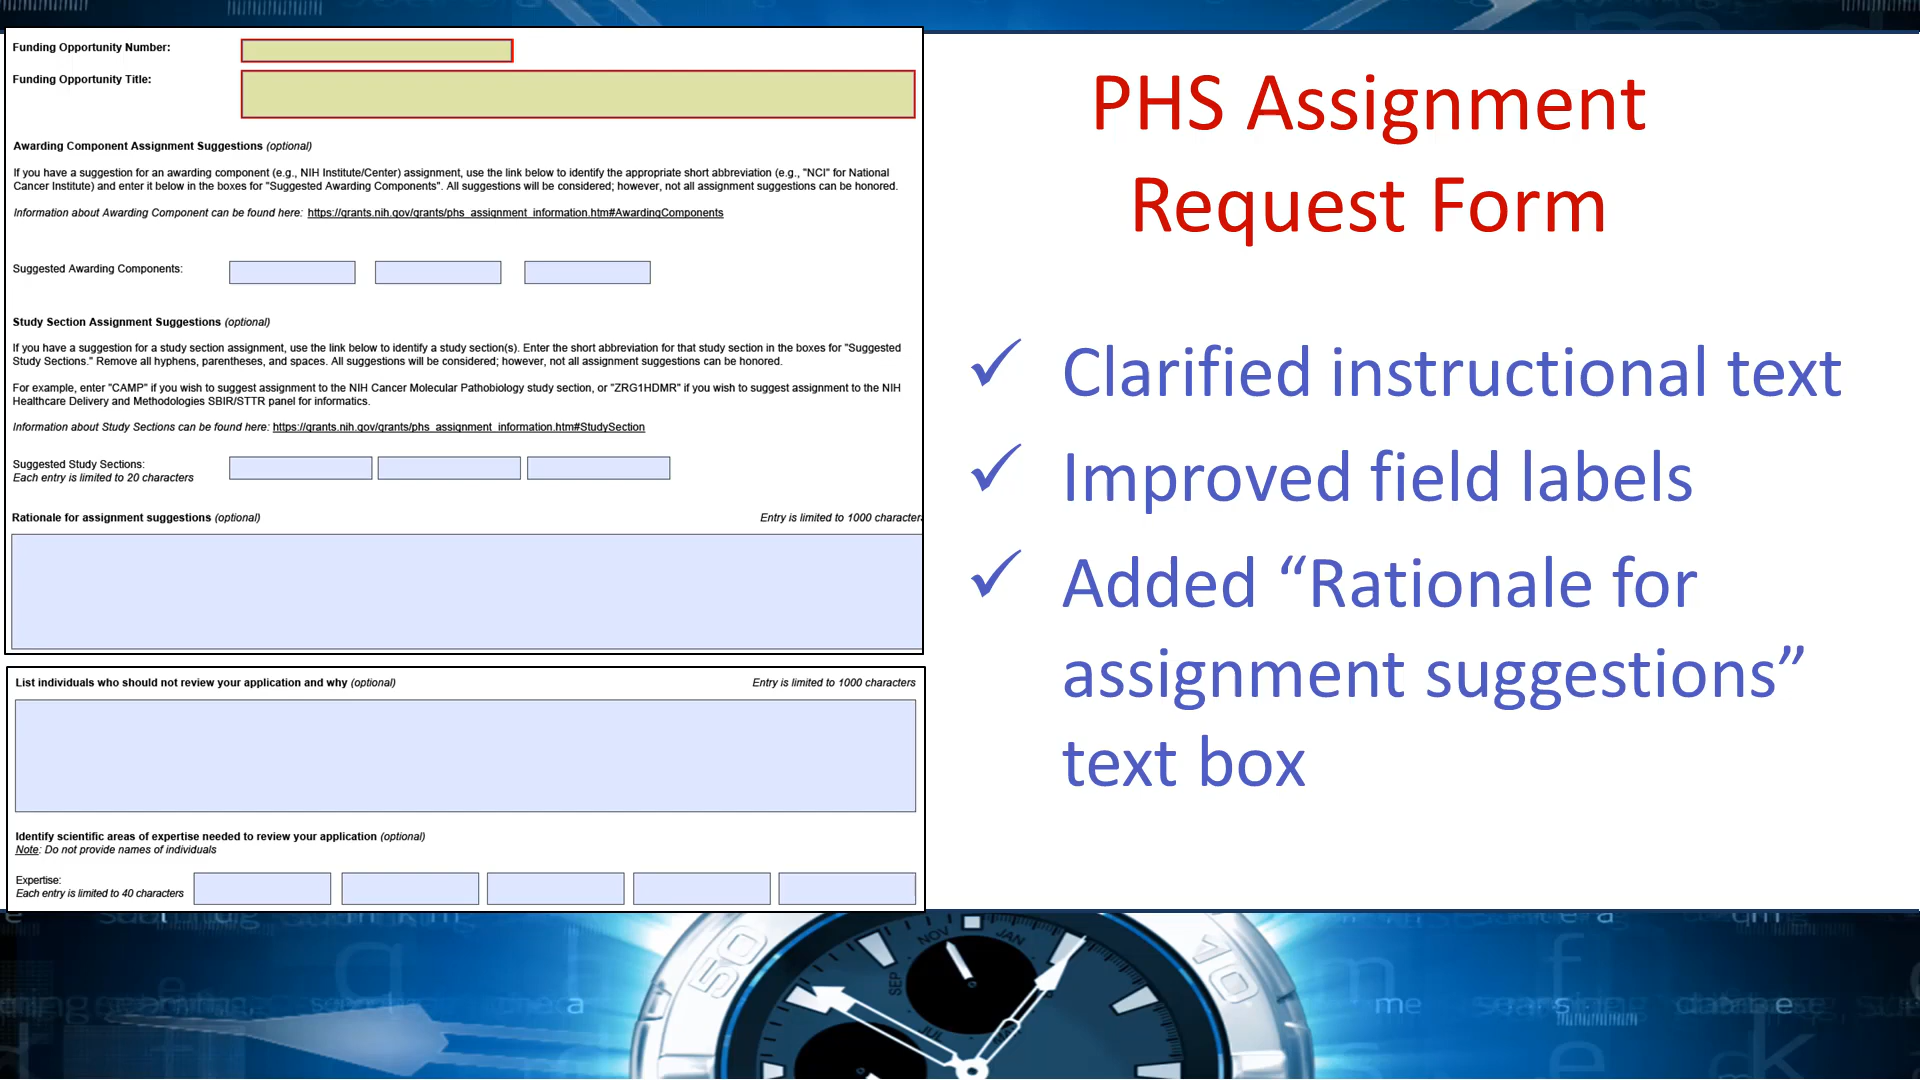 Funding Opportunity Number:
Funding Opportunity Title:
Awarding Component Assignment Suggestions (optional)
If you have a suggestion for an awarding component (e.g., NIH Institute/Center) assignment, use the link below to identify the appropriate short abbreviation (e.g., "NCI" for National
Cancer Institute) and enter it below in the boxes for "Suggested Awarding Components". All suggestions will be considered; however, not all assignment suggestions can be honored.
Information about Awarding Component can be found here: https://grants.nih.gov/grants/phs_assignment_information.htm#AwardingComponents
Suggested Awarding Components:
Study Section Assignment Suggestions (optional)
If you have a suggestion for a study section assignment, use the link below to identify a study section(s). Enter the short abbreviation for that study section in the boxes for "Suggested
Study Sections." Remove all hyphens, parentheses, and spaces. All suggestions will be considered; however, not all assignment suggestions can be honored.
For example, enter "CAMP" if you wish to suggest assignment to the NIH Cancer Molecular Pathobiology study section, or "ZRG1HDMR" if you wish to suggest assignment to the NIH
Healthcare Delivery and Methodologies SBIR/STTR panel for informatics.
Information about Study Sections can be found here: https://grants.nih.gov/grants/phs_assignment_information.htm#StudySection
Suggested Study Sections:
Each entry is limited to 20 characters
Rationale for assignment suggestions (optional) Entry is limited to 1000 characters
List individuals who should not review your application and why (optional) Entry is limited to 1000 characters
Identify scientific areas of expertise needed to review your application (optional)
Note: Do not provide names of individuals
Expertise:
Each entry is limited to 40 characters
PHS Assignment
Request Form
✓ Clarified instructional text
✓ Improved field labels
✓ Added “Rationale for
assignment suggestions”
text box
50
10
NOV
JAN
SEP
JUL
me